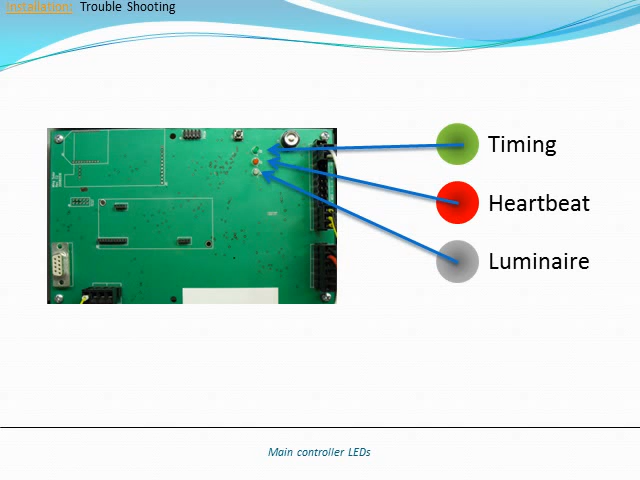 Installation: Trouble Shooting
Timing
Heartbeat
Luminaire
Main controller LEDs